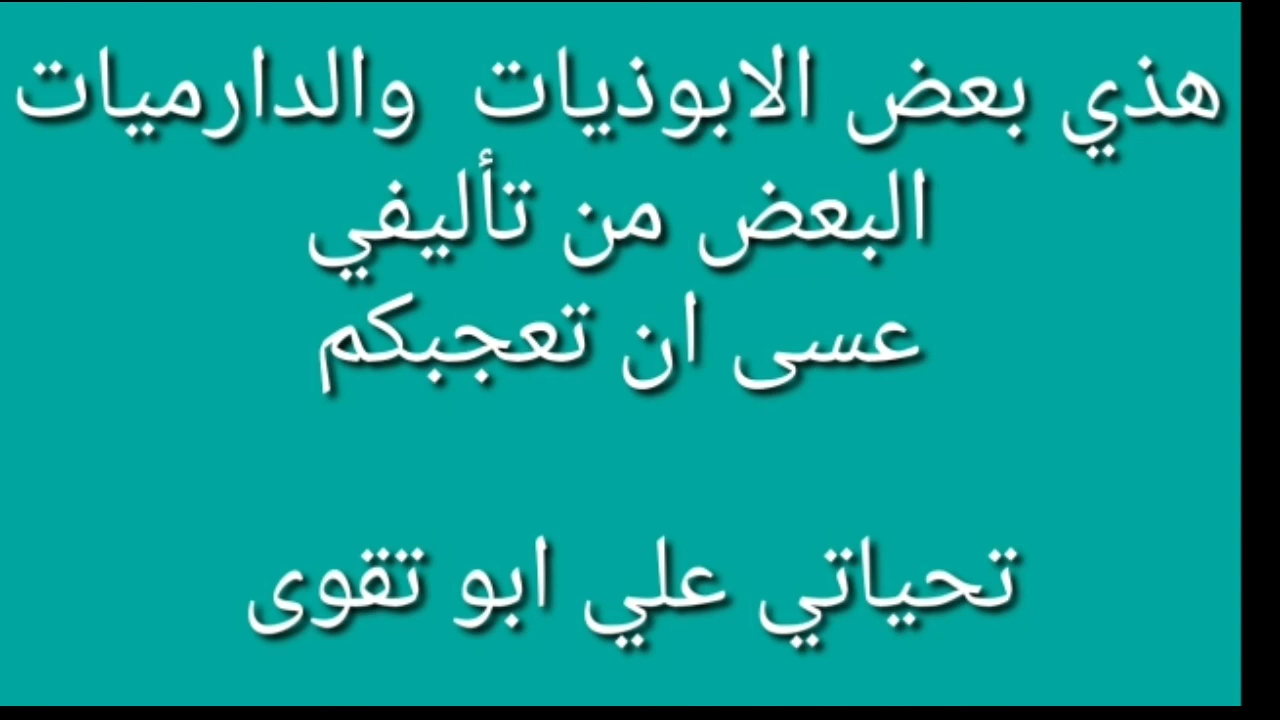 هذي بعض الابوذيات والدارميات
البعض من تأليفي
عسى ان تعجبكم
تحياتي علي ابو تقوى